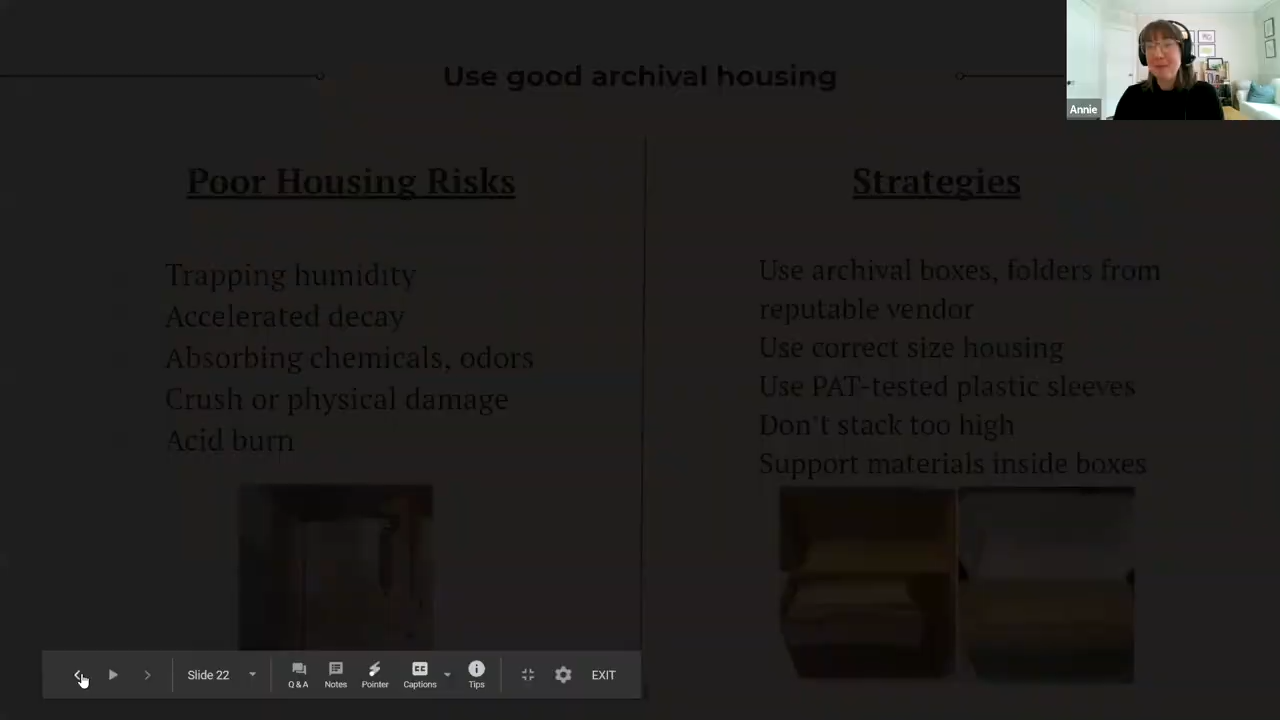 Use good archival housing
Annie
Poor Housing Risks
Trapping humidity
Accelerated decay
Absorbing chemicals, odors
Crush or physical damage
Acid burn
Strategies
Use archival boxes, folders from
reputable vendor
Use correct size housing
Use PAT-tested plastic sleeves
Don't stack too high
Support materials inside boxes
Slide 22
Q & A
Notes
Pointer
CC
Captions
Tips
EXIT